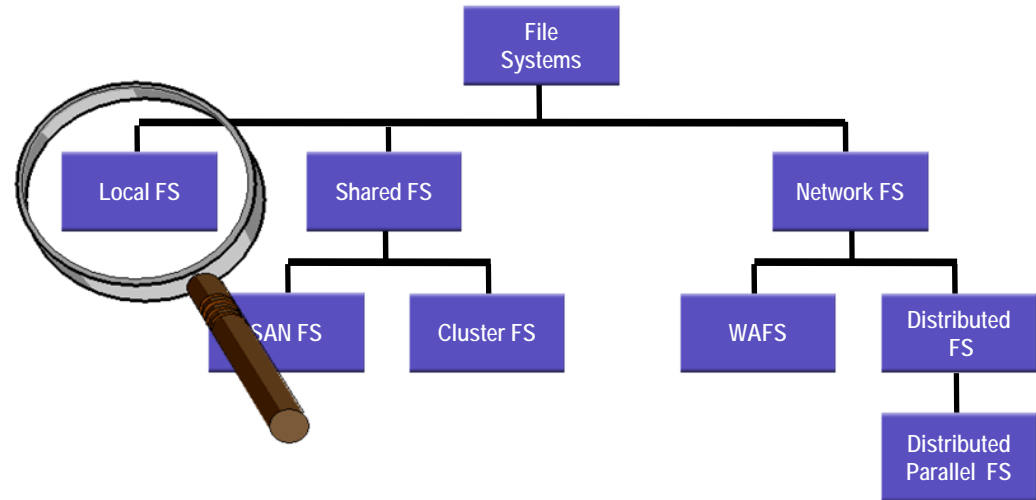 File
Systems
Local FS
Shared FS
Network FS
SAN FS
Cluster FS
WAFS
Distributed
FS
Distributed
Parallel FS